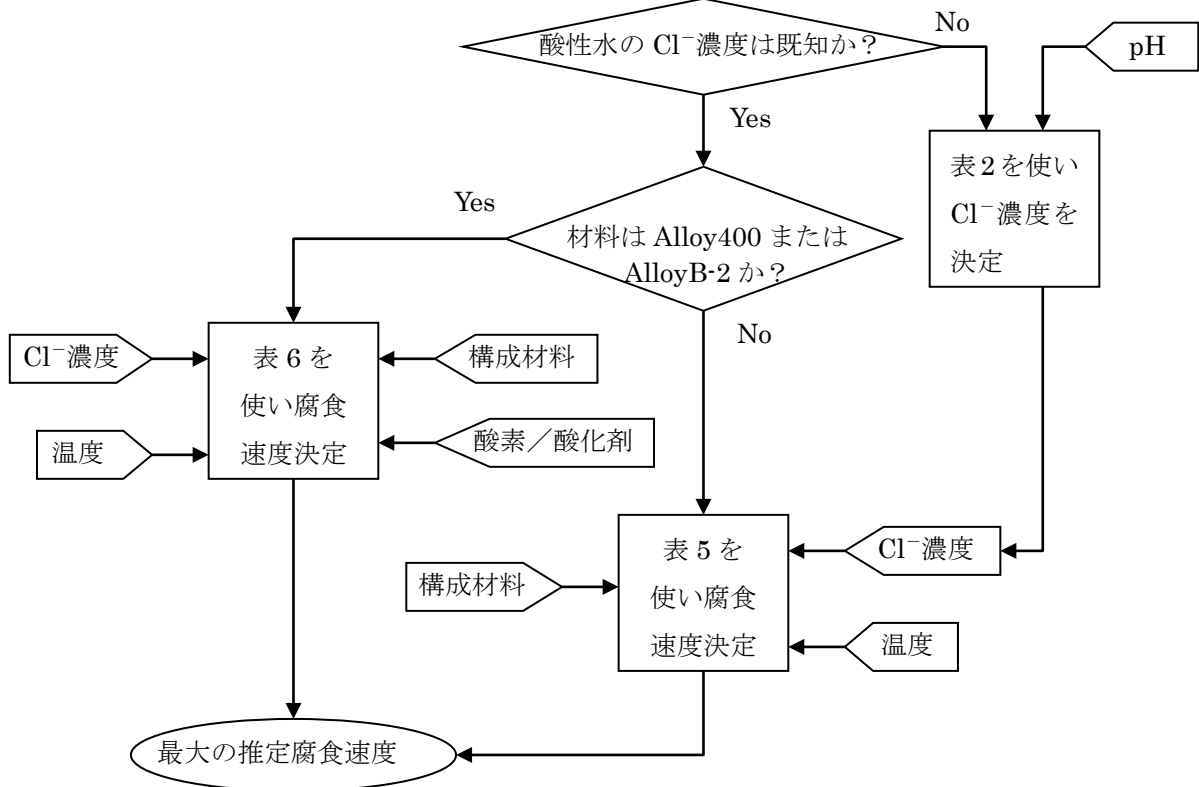 酸性水の Cl⁻濃度は既知か？
No
pH
Yes
表 2 を使い
Cl⁻濃度を
決定
Yes
材料は Alloy400 または
AlloyB-2 か？
No
Cl⁻濃度
表 6 を
使い腐食
速度決定
構成材料
温度
酸素／酸化剤
表 5 を
使い腐食
速度決定
Cl⁻濃度
構成材料
温度
最大の推定腐食速度